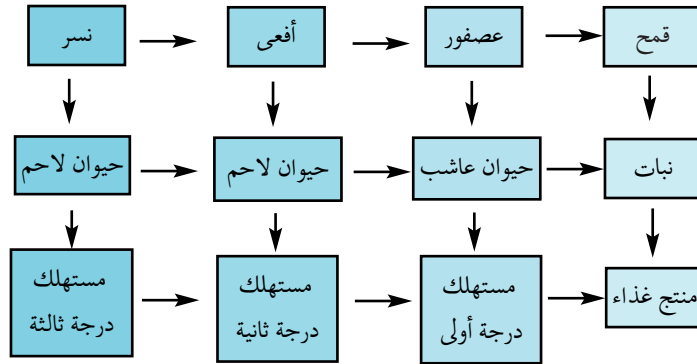 قمح
عصفور
أفعى
نسر
نبات
حيوان عاشب
حيوان لاحم
حيوان لاحم
منتج غذاء
مستهلك
درجة أولى
مستهلك
درجة ثانية
مستهلك
درجة ثالثة